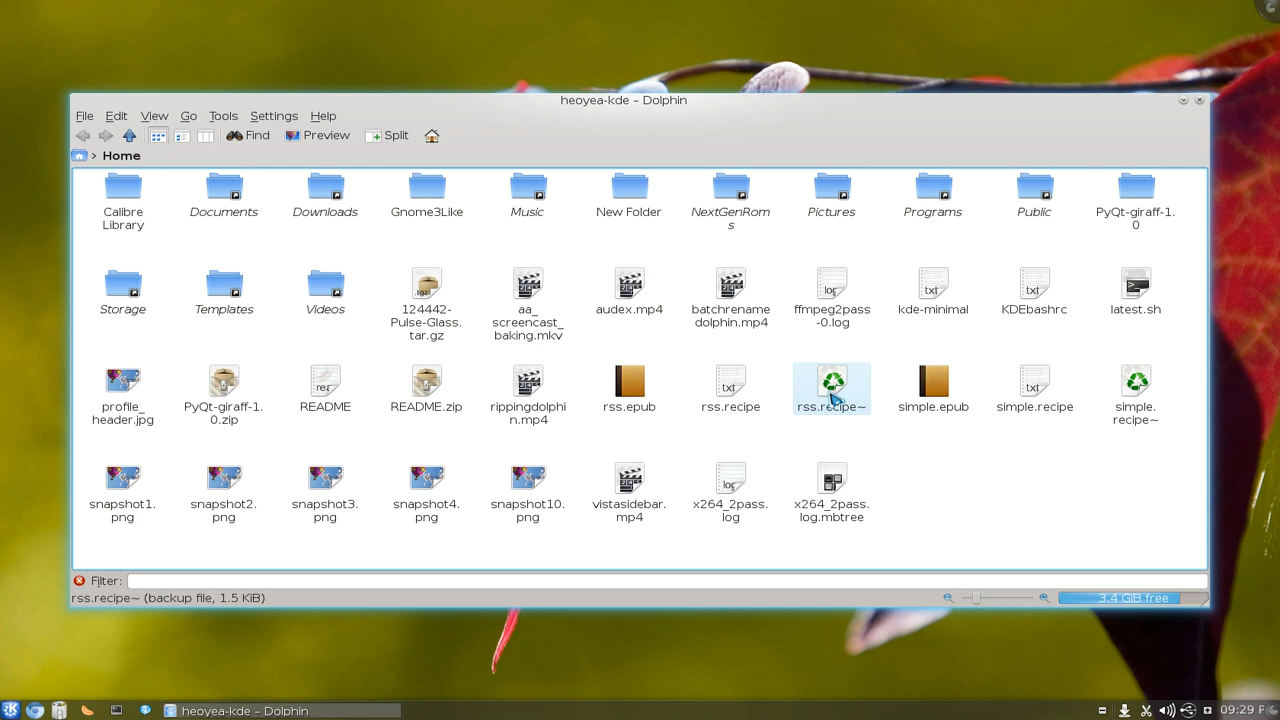 heoyea-kde – Dolphin
File Edit View Go Tools Settings Help
Find Preview Split
> Home
Calibre Library
Documents
Downloads
Gnome3Like
Music
New Folder
NextGenRoms
Pictures
Programs
Public
PyQt-giraff-1.0
Storage
Templates
Videos
124442-Pulse-Glass.tar.gz
aa_screencast_baking.mkv
audex.mp4
batchrenamedolphin.mp4
ffmpeg2pass-0.log
kde-minimal
KDEbashrc
latest.sh
profile_header.jpg
PyQt-giraff-1.0.zip
README
README.zip
rippingdolphin.mp4
rss.epub
rss.recipe
rss.recipe~
simple.epub
simple.recipe
simple.recipe~
snapshot1.png
snapshot2.png
snapshot3.png
snapshot4.png
snapshot10.png
vistasidebar.mp4
x264_2pass.log
x264_2pass.log.mbtree
Filter:
rss.recipe~ (backup file, 1.5 KiB)
3.4 GiB free
heoyea-kde – Dolphin
09:29